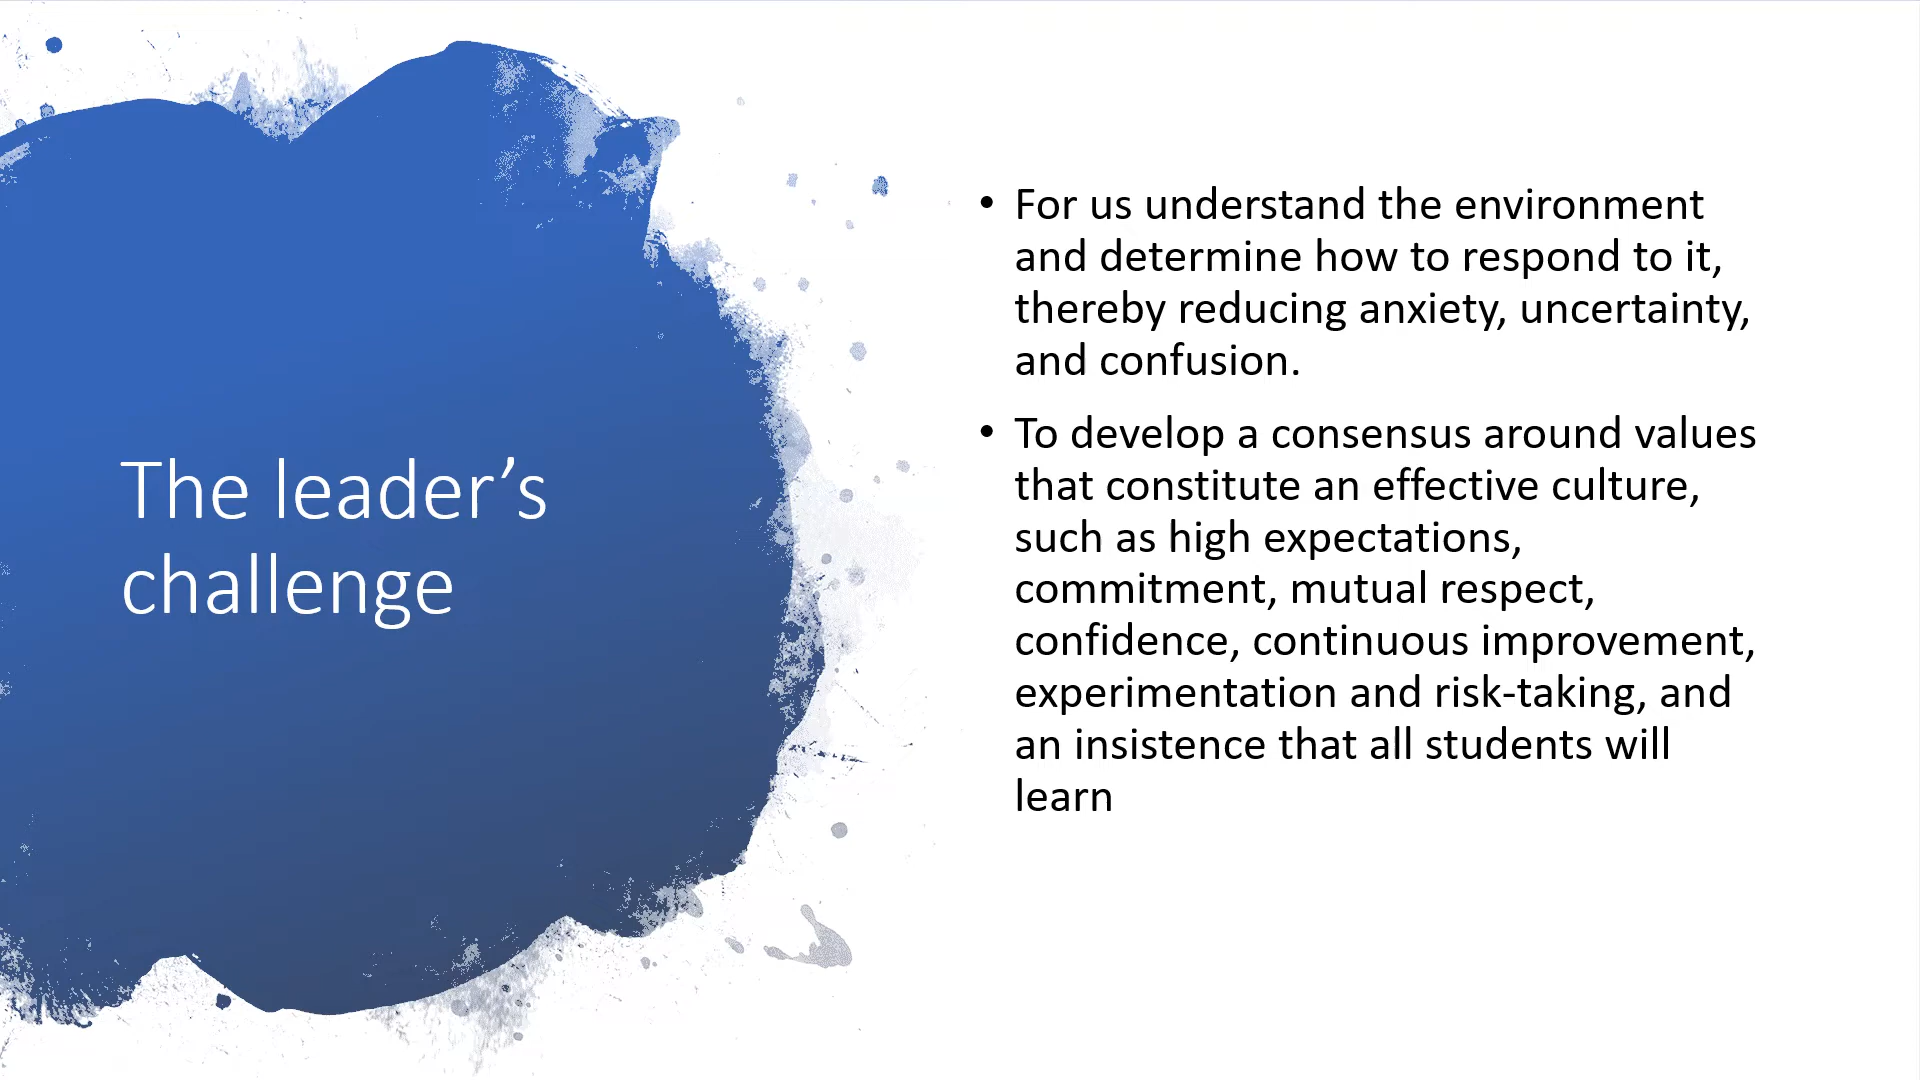 The leader’s
challenge
• For us understand the environment
and determine how to respond to it,
thereby reducing anxiety, uncertainty,
and confusion.
• To develop a consensus around values
that constitute an effective culture,
such as high expectations,
commitment, mutual respect,
confidence, continuous improvement,
experimentation and risk-taking, and
an insistence that all students will
learn